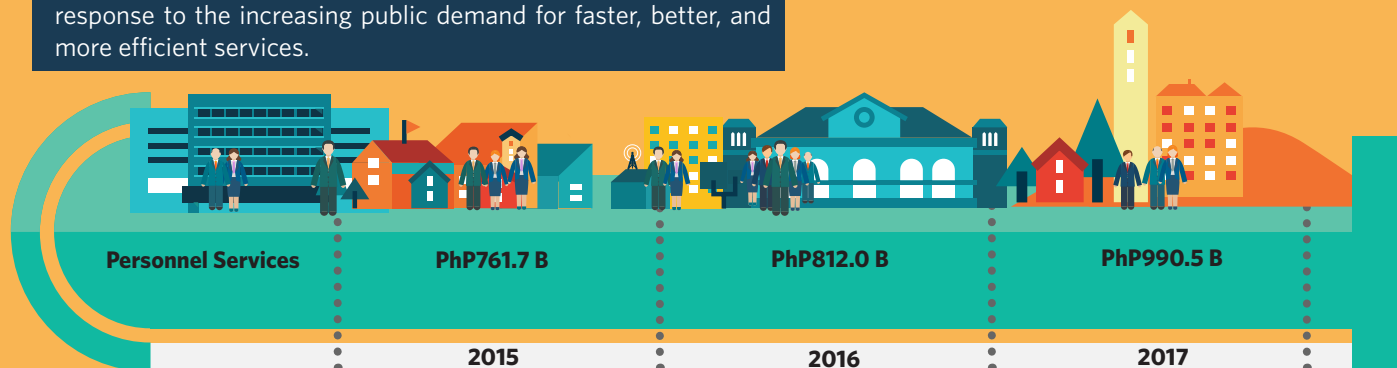 response to the increasing public demand for faster, better, and
more efficient services.
Personnel Services PhP761.7 B PhP812.0 B PhP990.5 B
2015 2016 2017